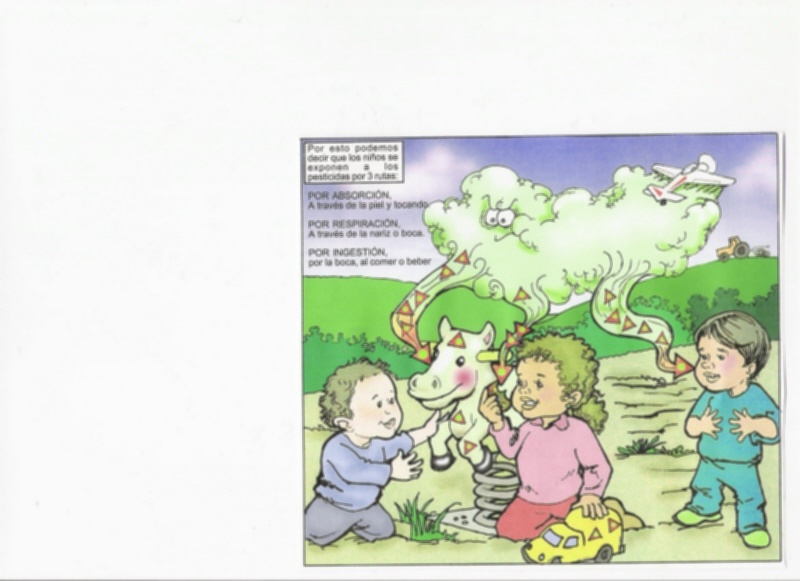 Por esto podemos
decir que los niños se
exponen a los
pesticidas por 3 rutas:
POR ABSORCIÓN,
A través de la piel y tocando
POR RESPIRACIÓN,
A través de la nariz o boca.
POR INGESTIÓN,
por la boca, al comer o beber